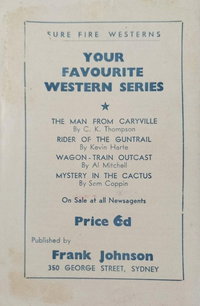 SURE FIRE WESTERNS
YOUR
FAVOURITE
WESTERN SERIES
THE MAN FROM CARYVILLE
By C. K. Thompson
RIDER OF THE GUNTRAIL
By Kevin Harte
WAGON-TRAIN OUTCAST
By Al Mitchell
MYSTERY IN THE CACTUS
By Sam Coppin
On Sale at all Newsagents
Price 6d
Published by
Frank Johnson
350 GEORGE STREET, SYDNEY